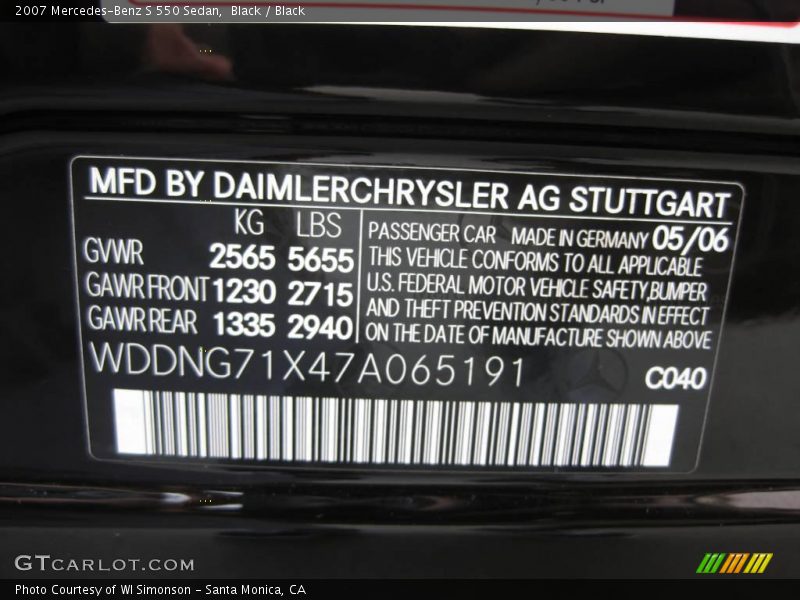 2007 Mercedes-Benz S 550 Sedan, Black / Black
MFD BY DAIMLERCHRYSLER AG STUTTGART
KG LBS
GVWR 2565 5655
GAWR FRONT 1230 2715
GAWR REAR 1335 2940
PASSENGER CAR MADE IN GERMANY 05/06
THIS VEHICLE CONFORMS TO ALL APPLICABLE
U.S. FEDERAL MOTOR VEHICLE SAFETY,BUMPER
AND THEFT PREVENTION STANDARDS IN EFFECT
ON THE DATE OF MANUFACTURE SHOWN ABOVE
WDDNG71X47A065191
C040
GTCARLOT.COM
Photo Courtesy of WI Simonson - Santa Monica, CA